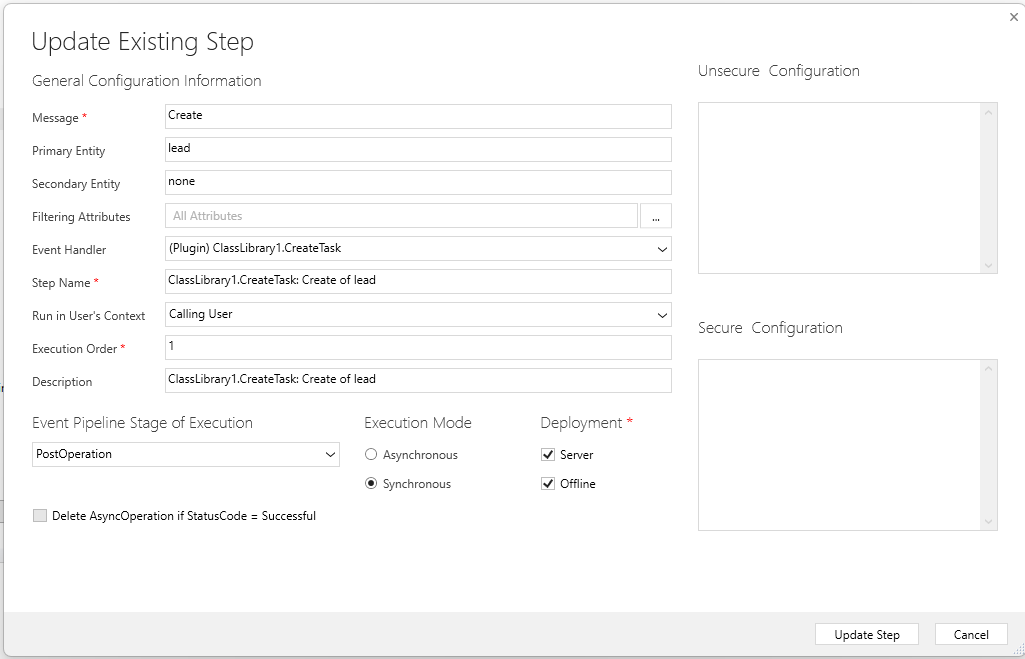 Update Existing Step
General Configuration Information
Message *
Create
Primary Entity
lead
Secondary Entity
none
Filtering Attributes
All Attributes
...
Event Handler
(Plugin) ClassLibrary1.CreateTask
Step Name *
ClassLibrary1.CreateTask: Create of lead
Run in User's Context
Calling User
Execution Order *
1
Description
ClassLibrary1.CreateTask: Create of lead
Event Pipeline Stage of Execution
PostOperation
Execution Mode
Asynchronous
Synchronous
Deployment *
Server
Offline
Delete AsyncOperation if StatusCode = Successful
Unsecure Configuration
Secure Configuration
Update Step
Cancel